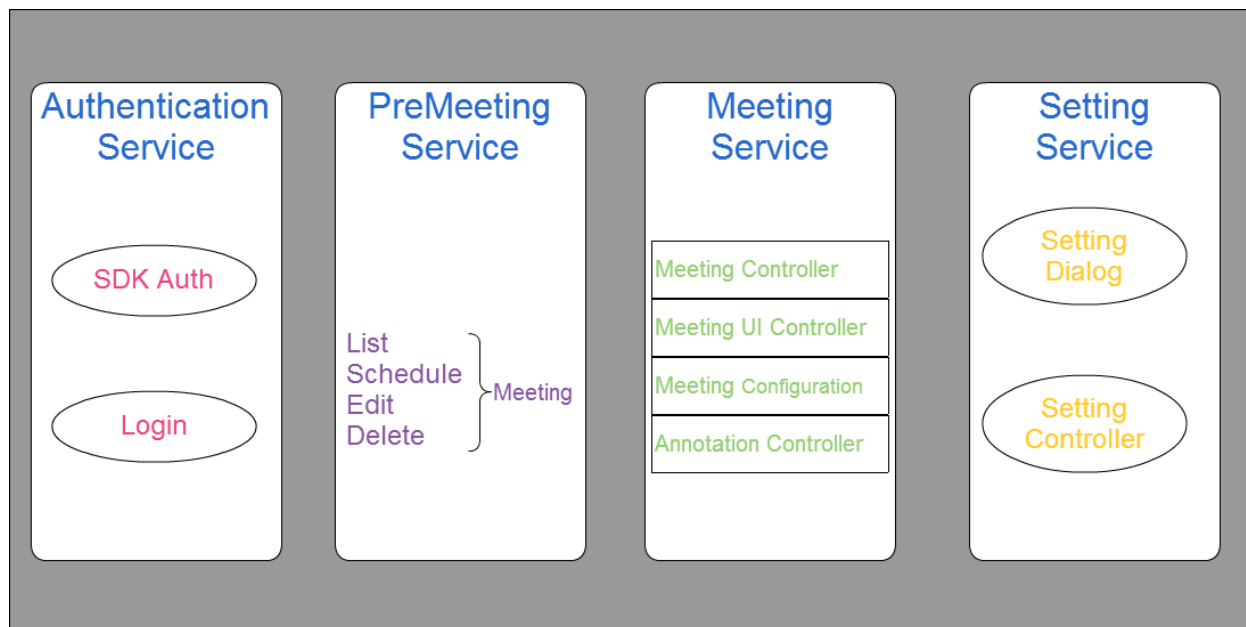 Authentication
Service
SDK Auth
Login
PreMeeting
Service
List
Schedule
Edit
Delete
Meeting
Meeting
Service
Meeting Controller
Meeting UI Controller
Meeting Configuration
Annotation Controller
Setting
Service
Setting
Dialog
Setting
Controller